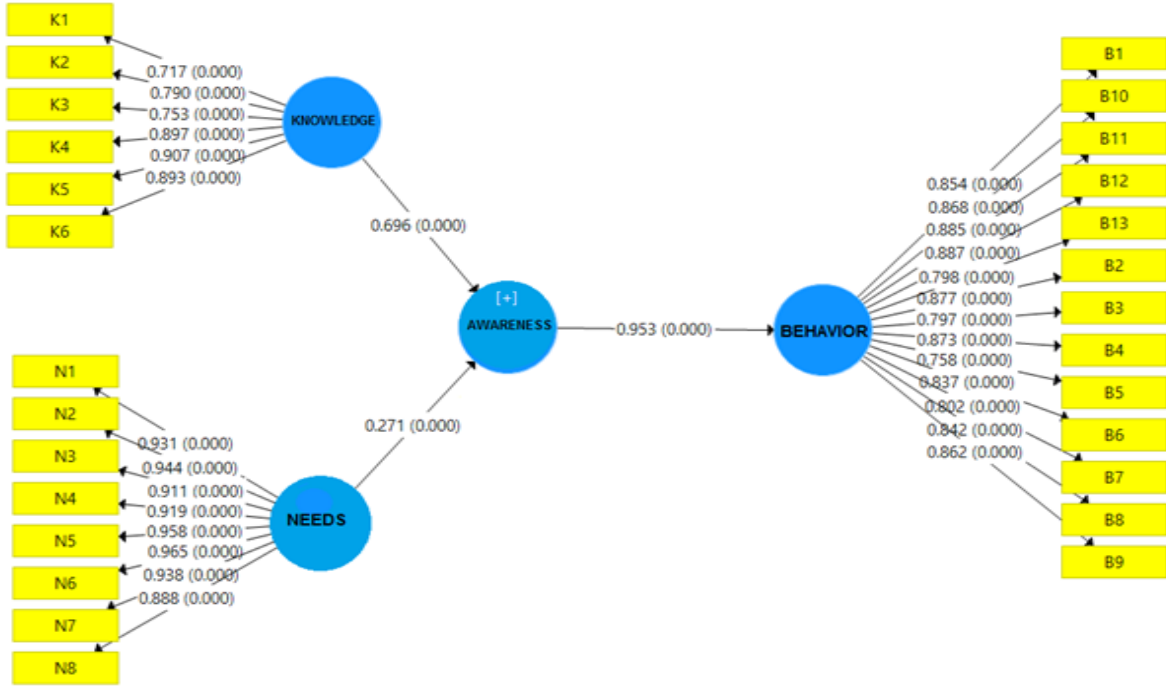 K1
K2
K3
K4
K5
K6
0.717 (0.000)
0.790 (0.000)
0.753 (0.000)
0.897 (0.000)
0.907 (0.000)
0.893 (0.000)
KNOWLEDGE
0.696 (0.000)
[+]
AWARENESS
0.953 (0.000)
BEHAVIOR
0.271 (0.000)
N1
N2
N3
N4
N5
N6
N7
N8
0.931 (0.000)
0.944 (0.000)
0.911 (0.000)
0.919 (0.000)
0.958 (0.000)
0.965 (0.000)
0.938 (0.000)
0.888 (0.000)
NEEDS
0.854 (0.000)
0.868 (0.000)
0.885 (0.000)
0.887 (0.000)
0.798 (0.000)
0.877 (0.000)
0.797 (0.000)
0.873 (0.000)
0.758 (0.000)
0.837 (0.000)
0.802 (0.000)
0.842 (0.000)
0.862 (0.000)
B1
B10
B11
B12
B13
B2
B3
B4
B5
B6
B7
B8
B9